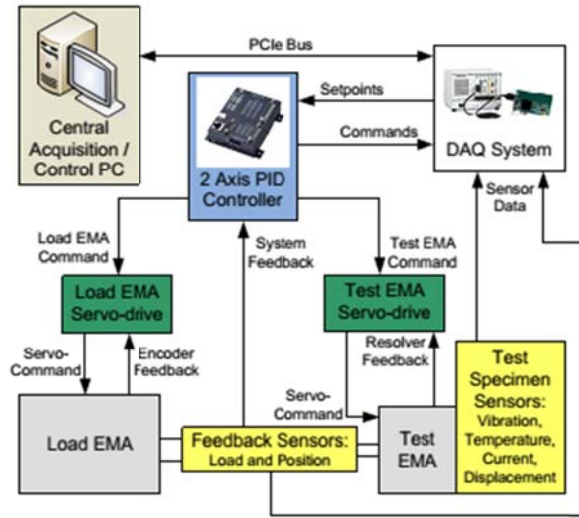 PCIe Bus
Central
Acquisition /
Control PC
Setpoints
Commands
2 Axis PID
Controller
DAQ System
Sensor
Data
Load EMA
Command
System
Feedback
Test EMA
Command
Load EMA
Servo-drive
Test EMA
Servo-drive
Servo-
Command
Encoder
Feedback
Resolver
Feedback
Servo-
Command
Load EMA
Feedback Sensors:
Load and Position
Test
EMA
Test
Specimen
Sensors:
Vibration,
Temperature,
Current,
Displacement